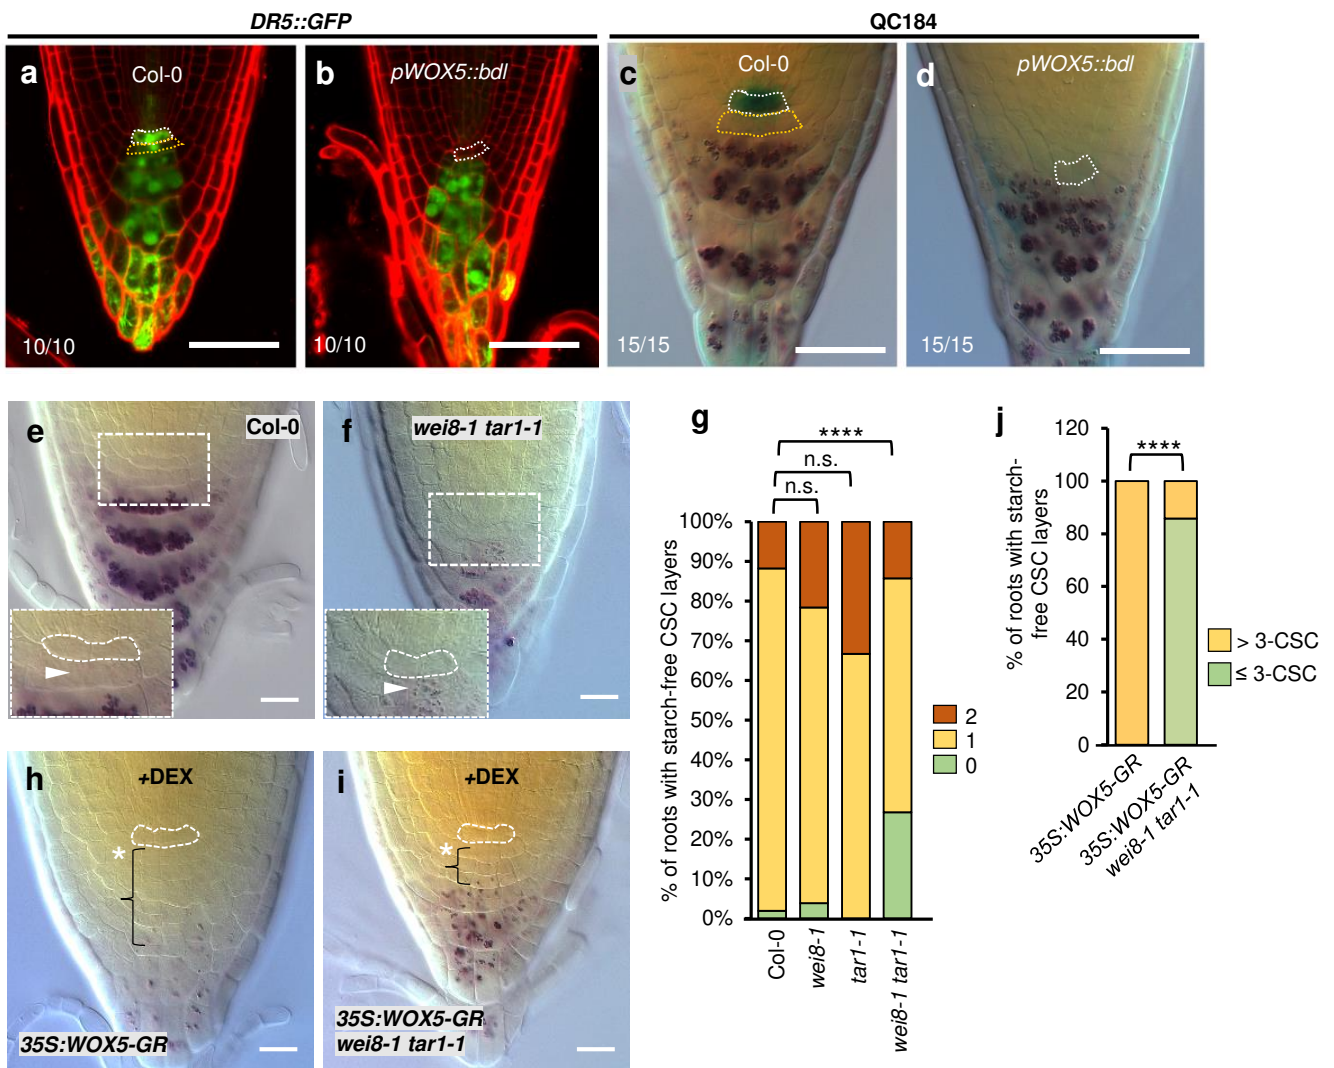 DR5::GFP
QC184
a
Col-0
b
pWOX5::bdl
c
Col-0
d
pWOX5::bdl
10/10
10/10
15/15
15/15
e
Col-0
f
wei8-1 tar1-1
g
****
n.s.
n.s.
% of roots with starch-free CSC layers
100%
90%
80%
70%
60%
50%
40%
30%
20%
10%
0%
Col-0
wei8-1
tar1-1
wei8-1 tar1-1
2
1
0
h
+DEX
*
35S:WOX5-GR
i
+DEX
*
35S:WOX5-GR
wei8-1 tar1-1
j
****
% of roots with starch-
free CSC layers
120
100
80
60
40
20
0
35S:WOX5-GR
35S:WOX5-GR
wei8-1 tar1-1
> 3-CSC
≤ 3-CSC